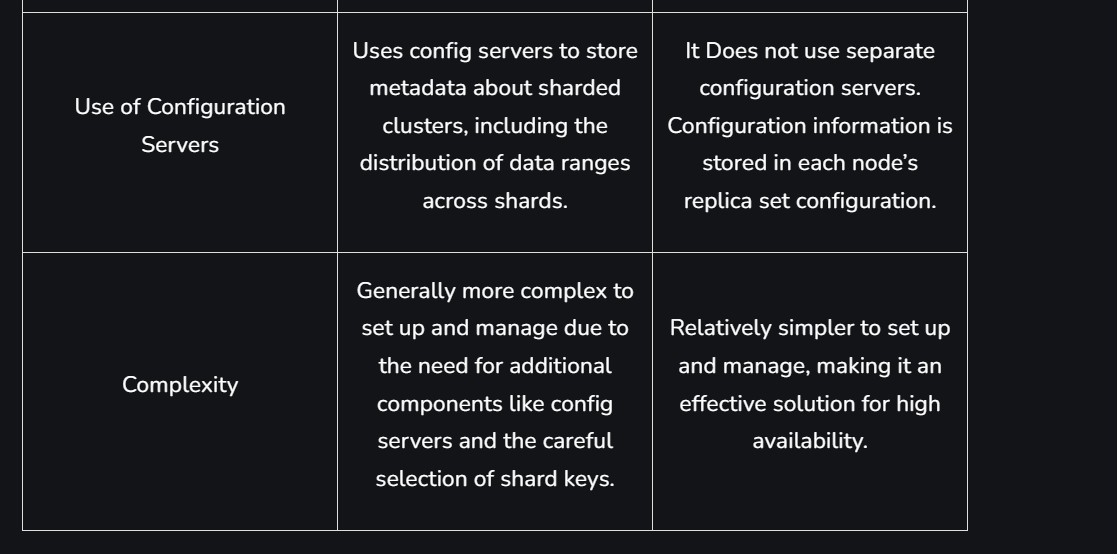 Use of Configuration
Servers
Uses config servers to store
metadata about sharded
clusters, including the
distribution of data ranges
across shards.
It Does not use separate
configuration servers.
Configuration information is
stored in each node’s
replica set configuration.
Complexity
Generally more complex to
set up and manage due to
the need for additional
components like config
servers and the careful
selection of shard keys.
Relatively simpler to set up
and manage, making it an
effective solution for high
availability.